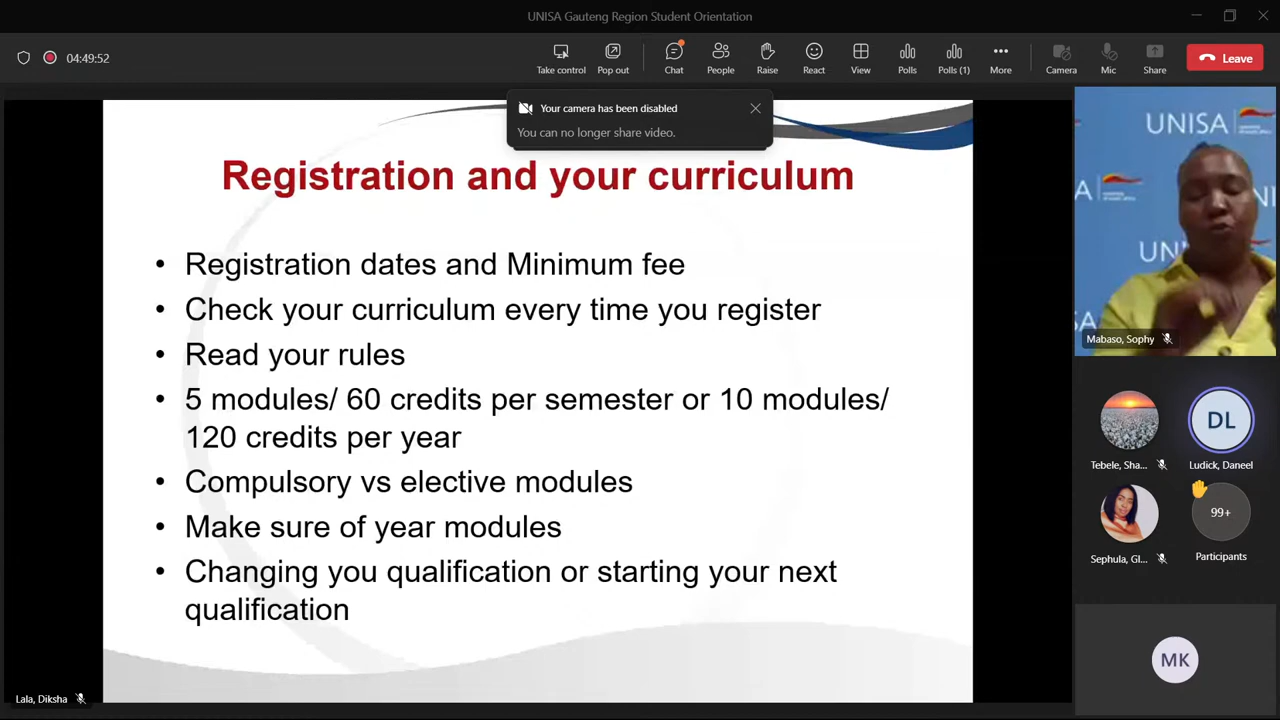 UNISA Gauteng Region Student Orientation
04:49:52
Take control
Pop out
Chat
People
Raise
React
View
Polls
Polls (1)
More
Camera
Mic
Share
Leave
Your camera has been disabled
You can no longer share video.
Registration and your curriculum
• Registration dates and Minimum fee
• Check your curriculum every time you register
• Read your rules
• 5 modules/ 60 credits per semester or 10 modules/
120 credits per year
• Compulsory vs elective modules
• Make sure of year modules
• Changing you qualification or starting your next
qualification
Lala, Diksha
UNISA
Mabaso, Sophy
Tebele, Sha...
DL
Ludick, Daneel
Sephula, Gl...
99+
Participants
MK